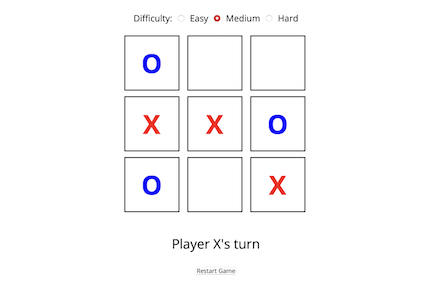 Difficulty: Easy Medium Hard
O
X X O
O X
Player X's turn
Restart Game